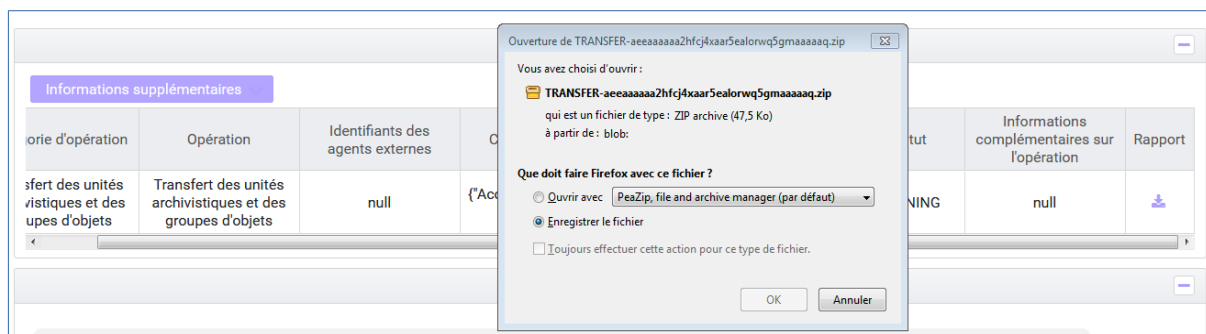 Ouverture de TRANSFER-aeeaaaaaa2hfcj4xaar5ealorwq5gmaaaaaq.zip
Informations supplémentaires
orie d'opération
Opération
Identifiants des
agents externes
C
tut
Informations
complémentaires sur
l'opération
Rapport
sfert des unités
vistiques et des
upes d'objets
Transfert des unités
archivistiques et des
groupes d'objets
null
{"Acc
NING
null
Vous avez choisi d'ouvrir :
TRANSFER-aeeaaaaaa2hfcj4xaar5ealorwq5gmaaaaaq.zip
qui est un fichier de type : ZIP archive (47,5 Ko)
à partir de : blob:
Que doit faire Firefox avec ce fichier ?
Ouvrir avec PeaZip, file and archive manager (par défaut)
Enregistrer le fichier
Toujours effectuer cette action pour ce type de fichier.
OK Annuler